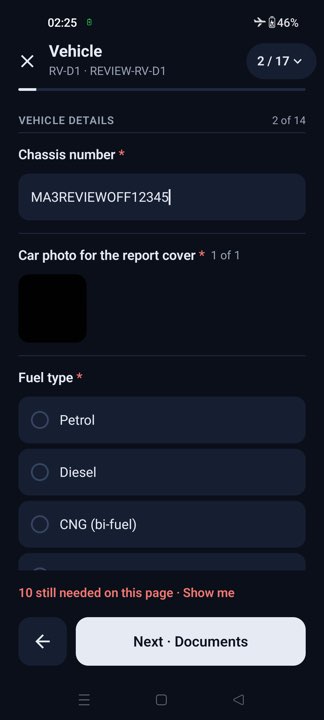 02:25
46%
Vehicle
RV-D1 · REVIEW-RV-D1
2 / 17
VEHICLE DETAILS
2 of 14
Chassis number *
MA3REVIEWOFF12345
Car photo for the report cover * 1 of 1
Fuel type *
Petrol
Diesel
CNG (bi-fuel)
10 still needed on this page · Show me
Next · Documents